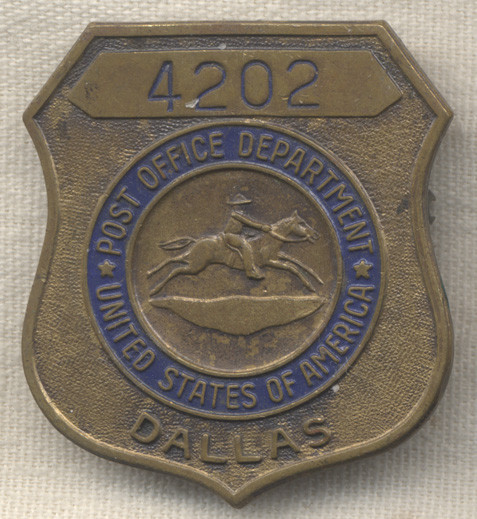 4202
POST OFFICE DEPARTMENT
UNITED STATES OF AMERICA
DALLAS